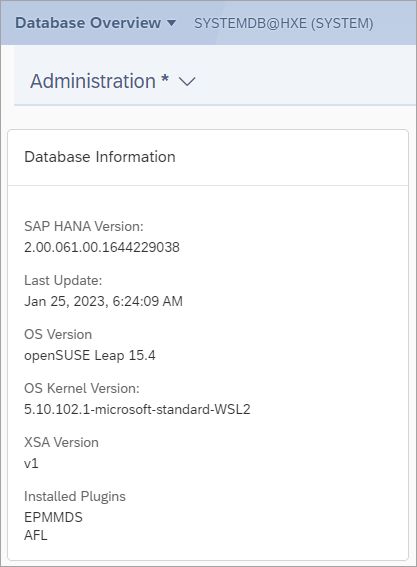 Database Overview SYSTEMDB@HXE (SYSTEM)
Administration *
Database Information
SAP HANA Version:
2.00.061.00.1644229038
Last Update:
Jan 25, 2023, 6:24:09 AM
OS Version
openSUSE Leap 15.4
OS Kernel Version:
5.10.102.1-microsoft-standard-WSL2
XSA Version
v1
Installed Plugins
EPMMDS
AFL